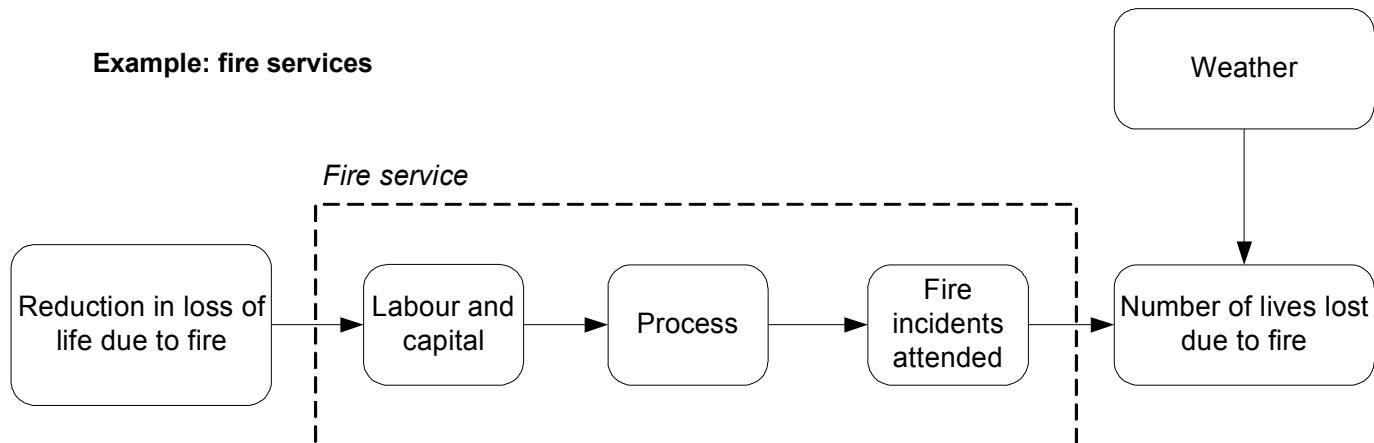 Example: fire services
Weather
Fire service
Reduction in loss of
life due to fire
Labour and
capital
Process
Fire
incidents
attended
Number of lives lost
due to fire